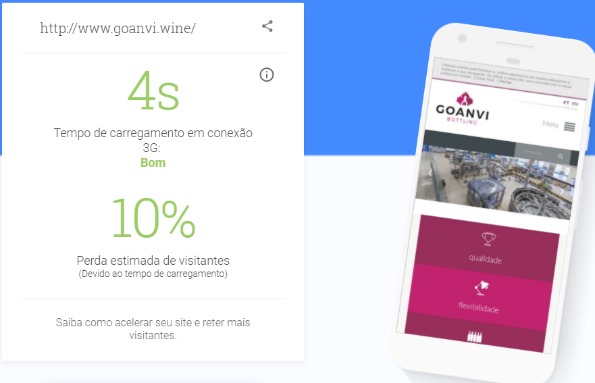 http://www.goanvi.wine/
4s
Tempo de carregamento em conexão
3G:
Bom
10%
Perda estimada de visitantes
(Devido ao tempo de carregamento)
Saiba como acelerar seu site e reter mais
visitantes.
PT EN
GOANVI
BOTTLING
Menu
qualidade
flexibilidade